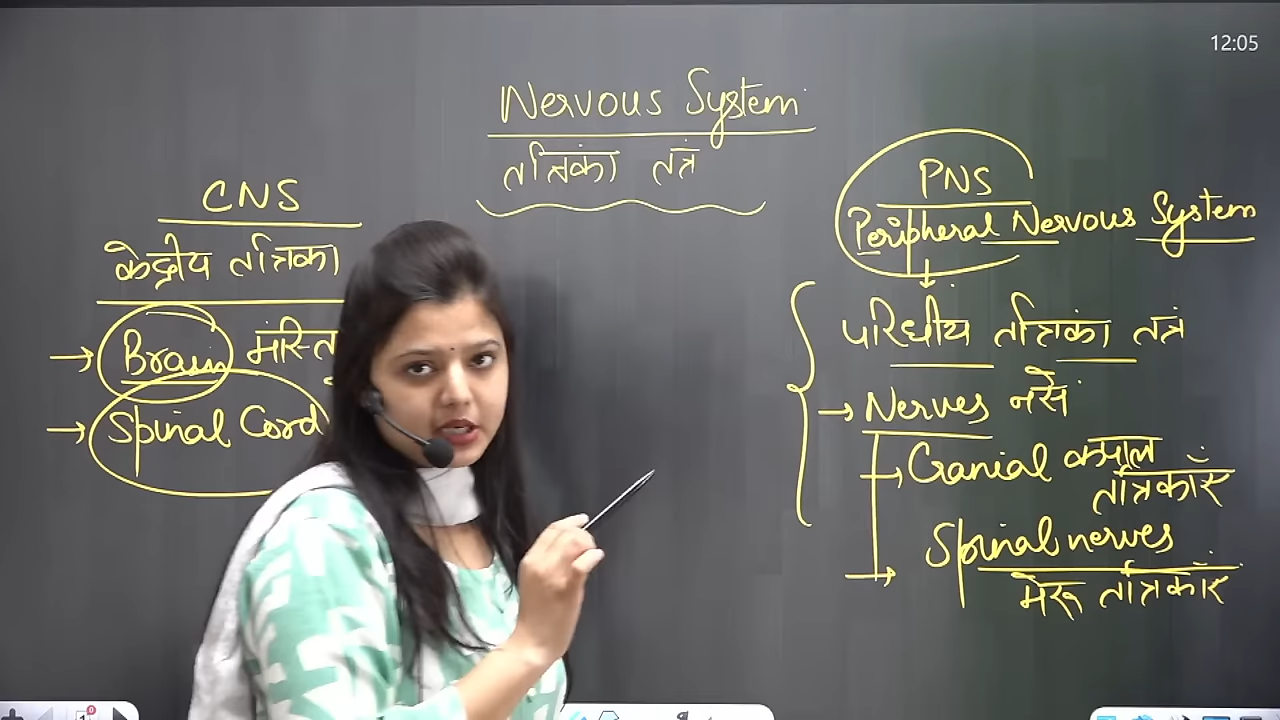 12:05
Nervous System
तंत्रिका तंत्र
CNS
केन्द्रीय तंत्रिका
→ Brain
→ Spinal Cord
PNS
Peripheral Nervous System
परिधीय तंत्रिका तंत्र
→ Nerves नसें
→ Cranial कपाल
तंत्रिकाएं
Spinal nerves
→ मेरू तंत्रिकाएं